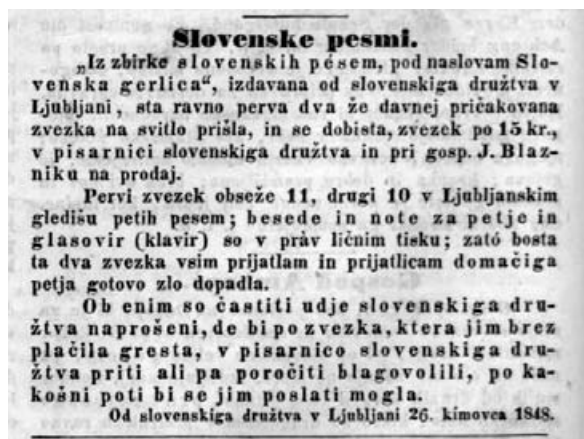 Slovenske pesmi.
„Iz zbirke slovenskih pésem, pod naslovam Slo-
venska gerlica“, izdavana od slovenskiga družtva v
Ljubljani, sta ravno perva dva že davnej pričakovana
zvezka na svitlo prišla, in se dobista, zvezek po 15 kr.,
v pisarnici slovenskiga družtva in pri gosp. J. Blaz-
niku na prodaj.
Pervi zvezek obseže 11, drugi 10 v Ljubljanskim
gledišu petih pesem; besede in note za petje in
glasovir (klavir) so v prav ličnim tisku; zató bosta
ta dva zvezka vsim prijatlam in prijatlicam domačiga
petja gotovo zlo dopadla.
Ob enim so častiti udje slovenskiga dru-
žtva naprošeni, de bi po zvezka, ktera jim brez
plačila gresta, v pisarnico slovenskiga dru-
žtva priti ali pa poročiti blagovolili, po ka-
košni poti bi se jim poslati mogla.
Od slovenskiga družtva v Ljubljani 26. kimovca 1848.